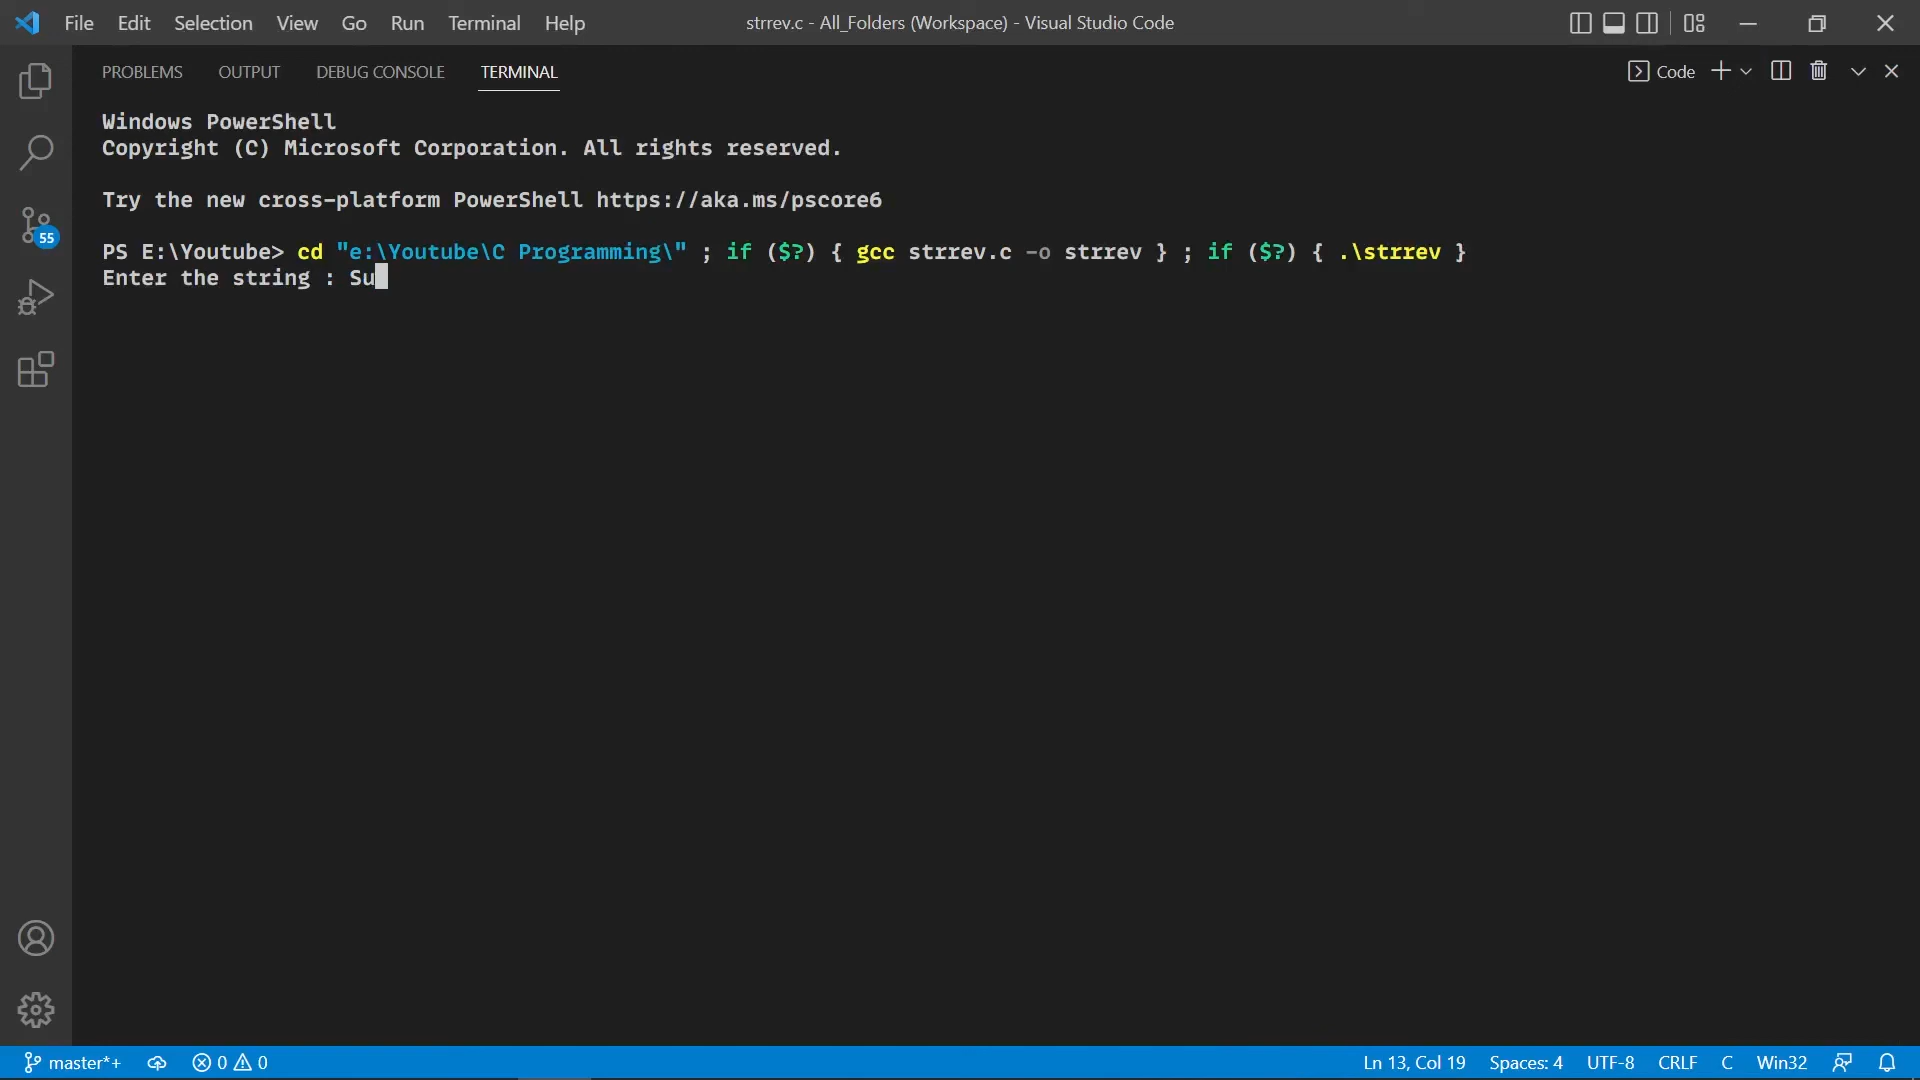 File Edit Selection View Go Run Terminal Help strrev.c - All_Folders (Workspace) - Visual Studio Code
PROBLEMS OUTPUT DEBUG CONSOLE TERMINAL Code
Windows PowerShell
Copyright (C) Microsoft Corporation. All rights reserved.
Try the new cross-platform PowerShell https://aka.ms/pscore6
PS E:\Youtube> cd "e:\Youtube\C Programming\" ; if ($?) { gcc strrev.c -o strrev } ; if ($?) { .\strrev }
Enter the string : Su
55
master*+ 0 0 Ln 13, Col 19 Spaces: 4 UTF-8 CRLF C Win32